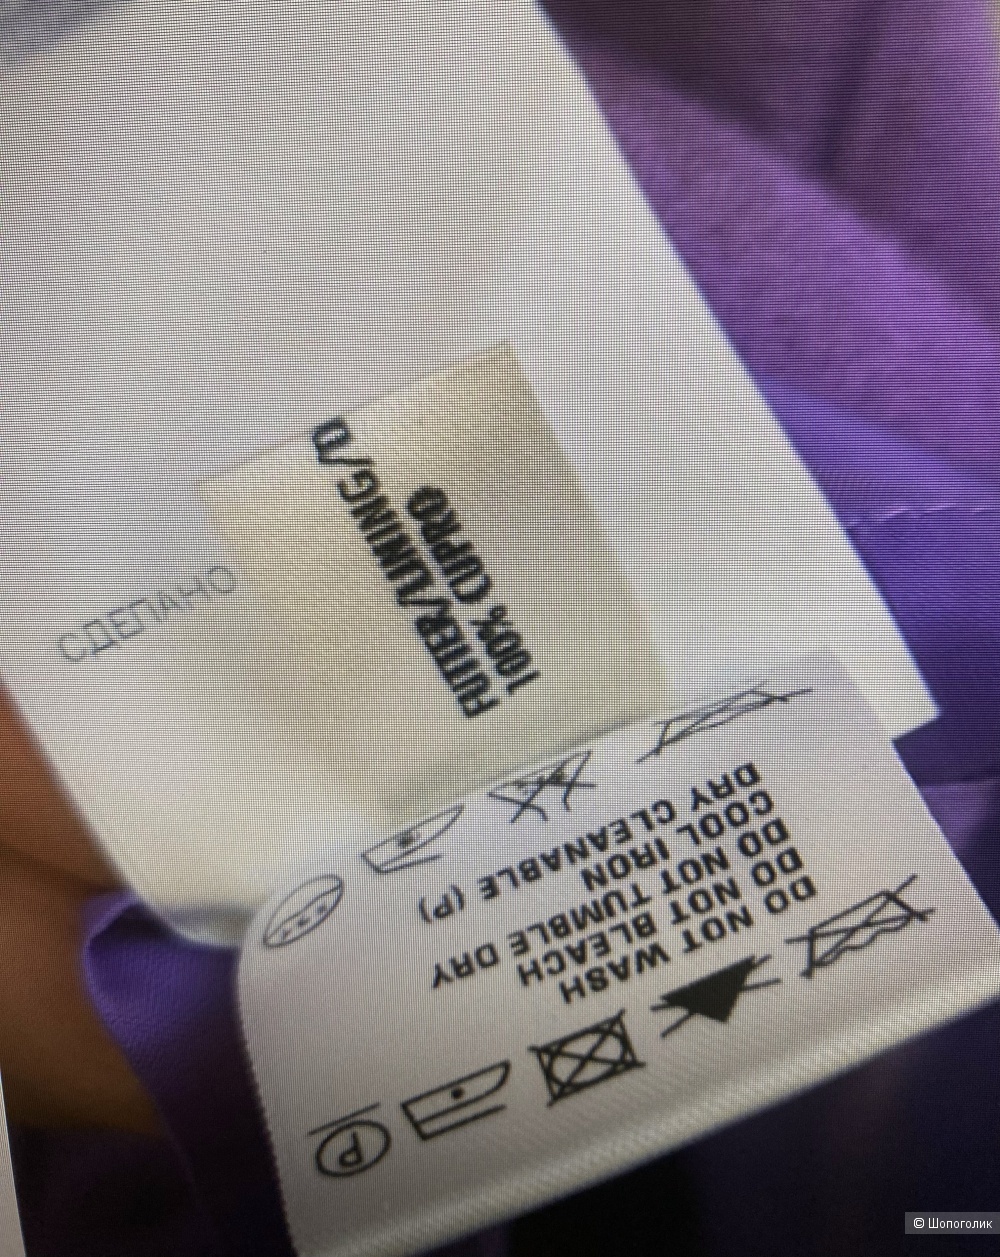 СДЕЛАНО
FUTTER/LINING/D
100% CUPRO
DO NOT WASH
DO NOT BLEACH
DO NOT TUMBLE DRY
COOL IRON
DRY CLEANABLE (P)
P
© Шопоголик